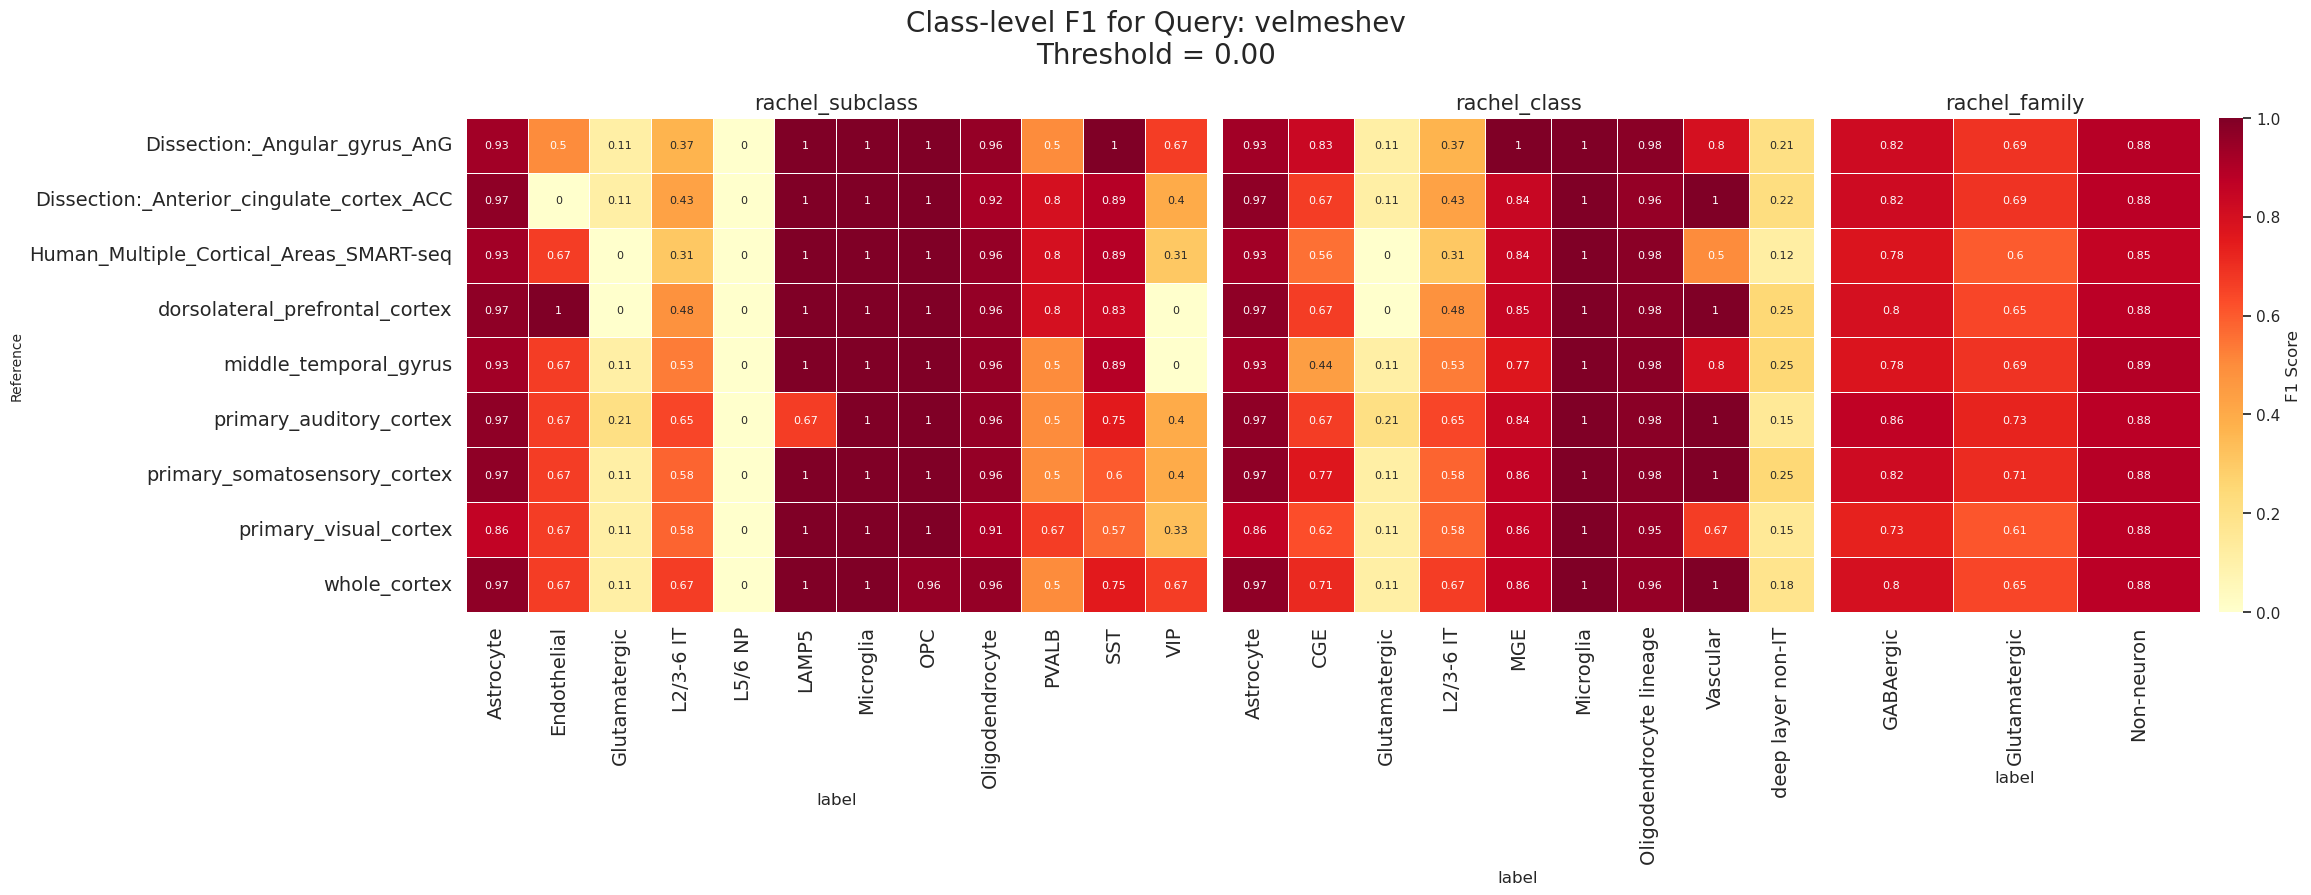 Class-level F1 for Query: velmeshev
Threshold = 0.00
rachel_subclass
rachel_class
rachel_family
Reference
Dissection:_Angular_gyrus_AnG 0.93 0.5 0.11 0.37 0 1 1 1 0.96 0.5 1 0.67 0.93 0.83 0.11 0.37 1 1 0.98 0.8 0.21 0.82 0.69 0.88
Dissection:_Anterior_cingulate_cortex_ACC 0.97 0 0.11 0.43 0 1 1 1 0.92 0.8 0.89 0.4 0.97 0.67 0.11 0.43 0.84 1 0.96 1 0.22 0.82 0.69 0.88
Human_Multiple_Cortical_Areas_SMART-seq 0.93 0.67 0 0.31 0 1 1 1 0.96 0.8 0.89 0.31 0.93 0.56 0 0.31 0.84 1 0.98 0.5 0.12 0.78 0.6 0.85
dorsolateral_prefrontal_cortex 0.97 1 0 0.48 0 1 1 1 0.96 0.8 0.83 0 0.97 0.67 0 0.48 0.85 1 0.98 1 0.25 0.8 0.65 0.88
middle_temporal_gyrus 0.93 0.67 0.11 0.53 0 1 1 1 0.96 0.5 0.89 0 0.93 0.44 0.11 0.53 0.77 1 0.98 0.8 0.25 0.78 0.69 0.89
primary_auditory_cortex 0.97 0.67 0.21 0.65 0 0.67 1 1 0.96 0.5 0.75 0.4 0.97 0.67 0.21 0.65 0.84 1 0.98 1 0.15 0.86 0.73 0.88
primary_somatosensory_cortex 0.97 0.67 0.11 0.58 0 1 1 1 0.96 0.5 0.6 0.4 0.97 0.77 0.11 0.58 0.86 1 0.98 1 0.25 0.82 0.71 0.88
primary_visual_cortex 0.86 0.67 0.11 0.58 0 1 1 1 0.91 0.67 0.57 0.33 0.86 0.62 0.11 0.58 0.86 1 0.95 0.67 0.15 0.73 0.61 0.88
whole_cortex 0.97 0.67 0.11 0.67 0 1 1 0.96 0.96 0.5 0.75 0.67 0.97 0.71 0.11 0.67 0.86 1 0.96 1 0.18 0.8 0.65 0.88
Astrocyte
Endothelial
Glutamatergic
L2/3-6 IT
L5/6 NP
LAMP5
Microglia
OPC
Oligodendrocyte
PVALB
SST
VIP
label
Astrocyte
CGE
Glutamatergic
L2/3-6 IT
MGE
Microglia
Oligodendrocyte lineage
Vascular
deep layer non-IT
label
GABAergic
Glutamatergic
Non-neuron
label
1.0
0.8
0.6
0.4
0.2
0.0
F1 Score